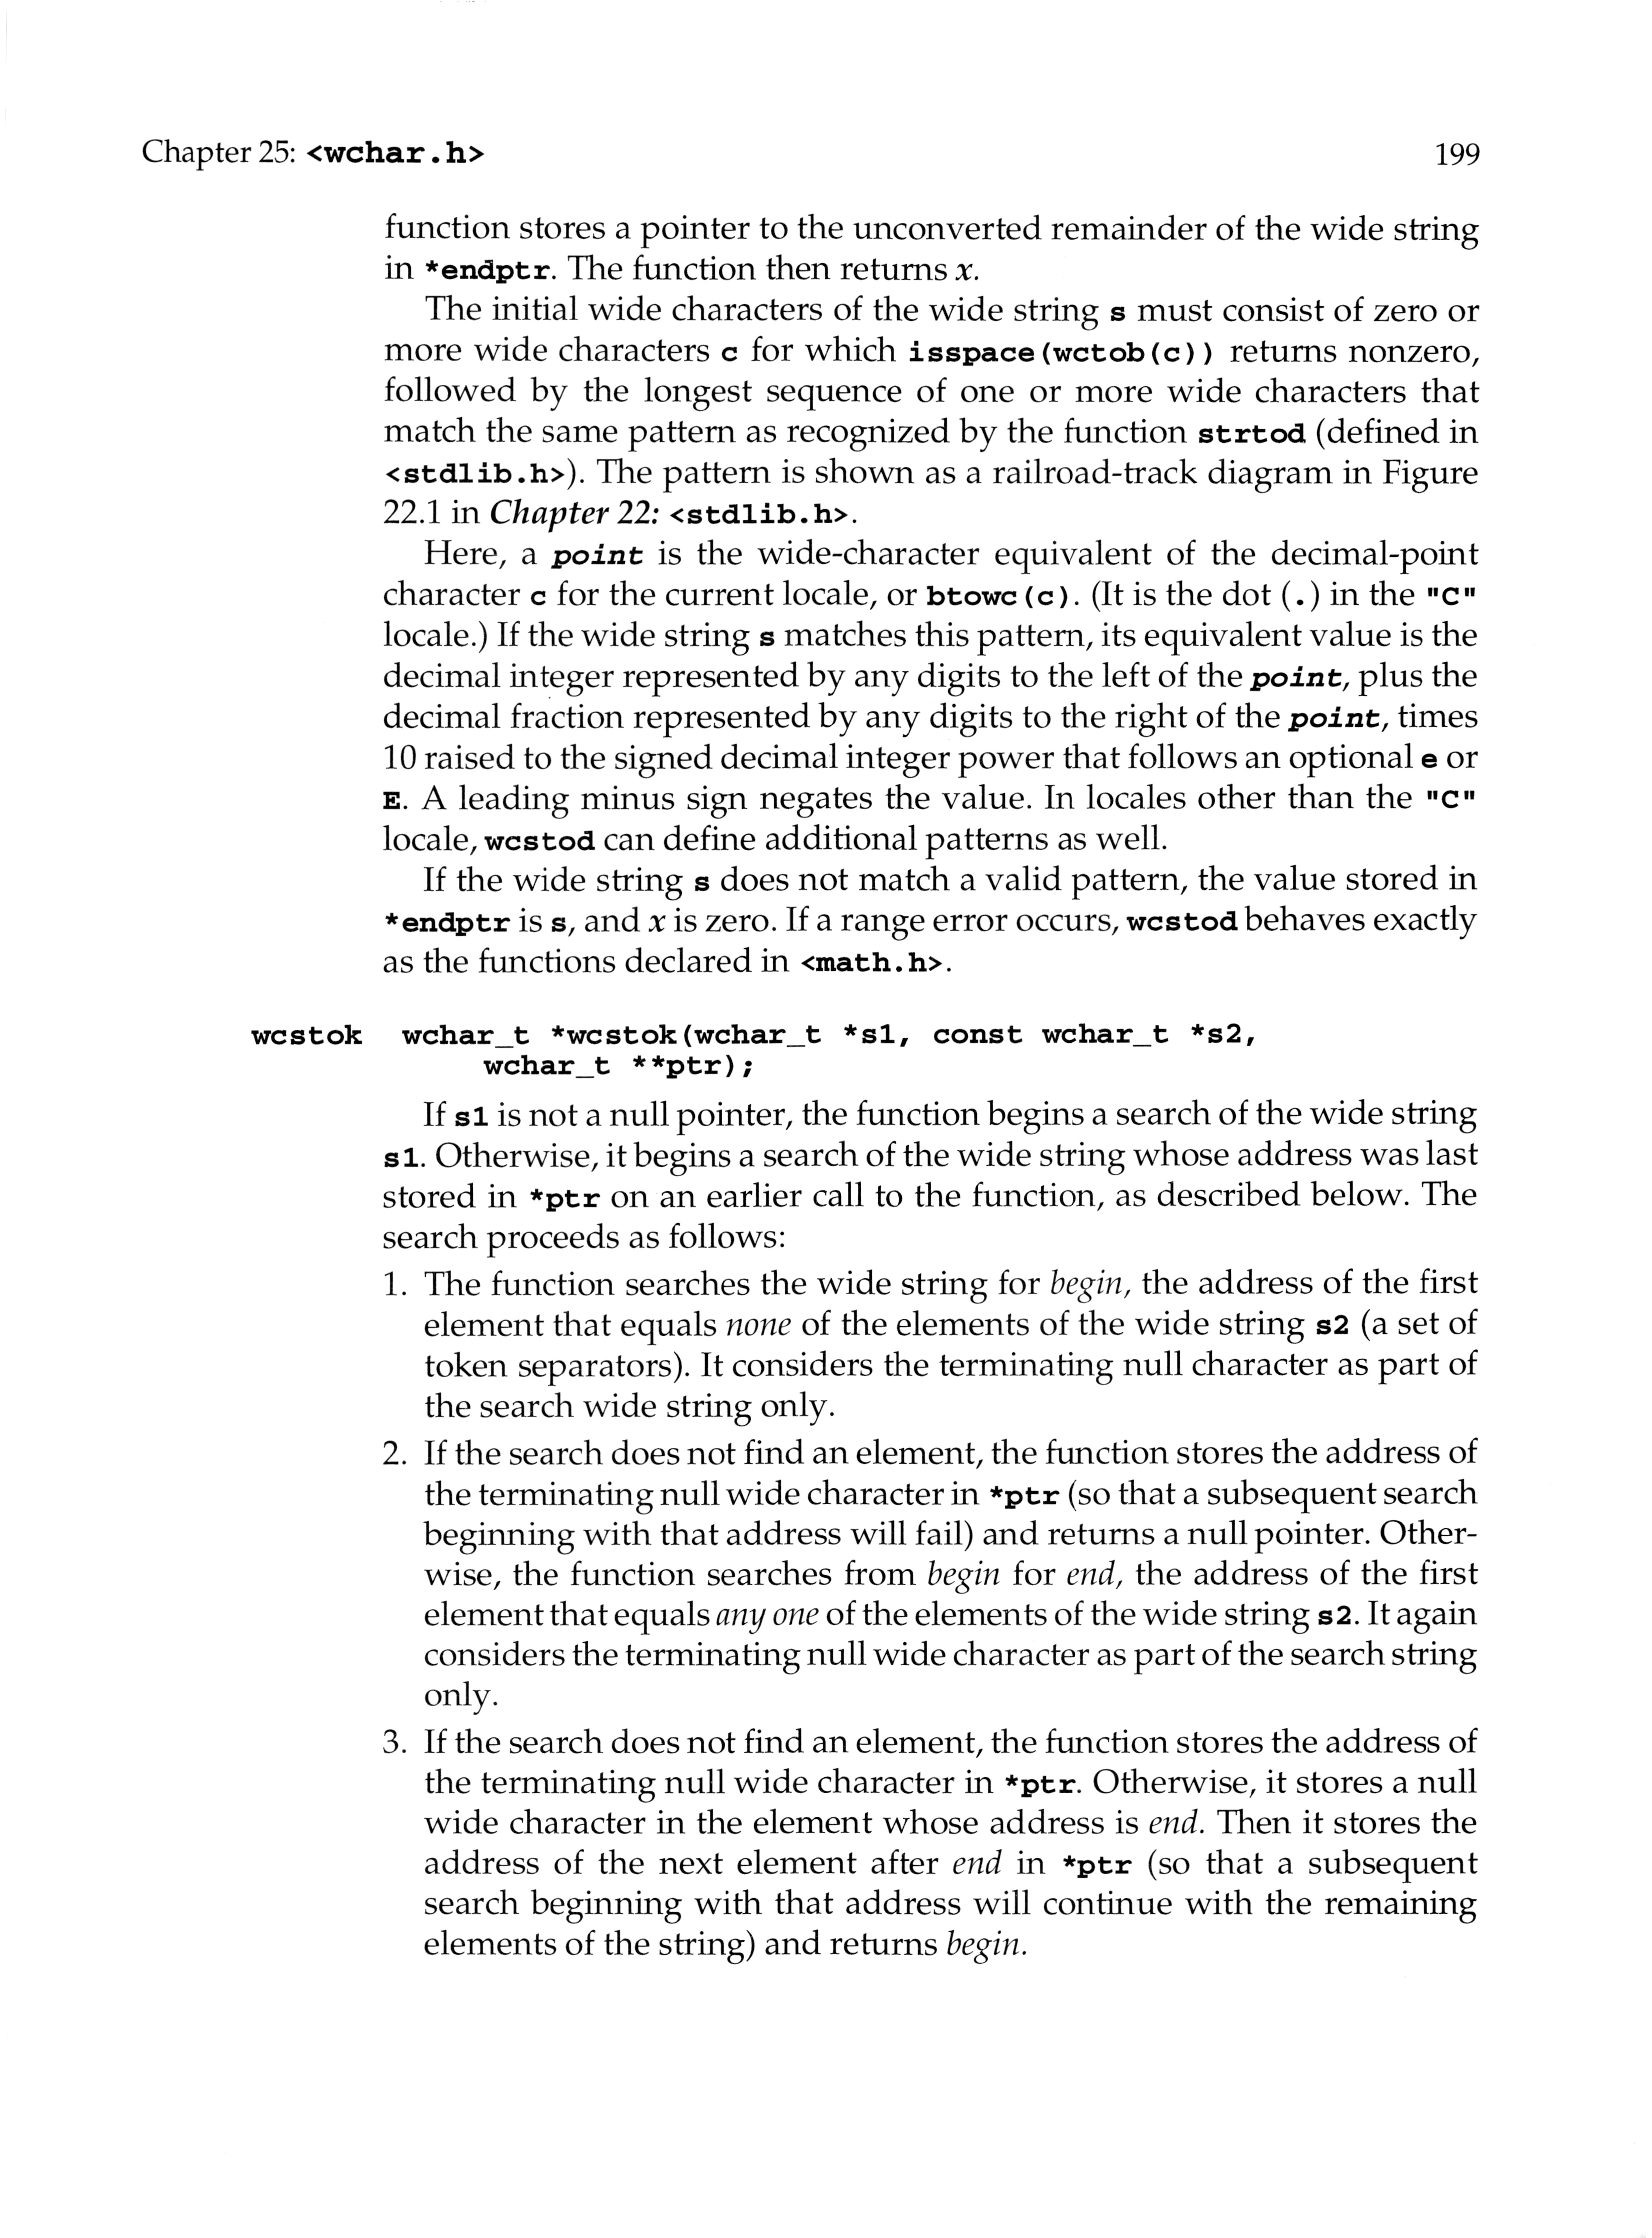 Chapter 25: <wchar.h> 199
function stores a pointer to the unconverted remainder of the wide string
in *endptr. The function then returns x.
The initial wide characters of the wide string s must consist of zero or
more wide characters c for which isspace(wctob(c)) returns nonzero,
followed by the longest sequence of one or more wide characters that
match the same pattern as recognized by the function strtod (defined in
<stdlib.h>). The pattern is shown as a railroad-track diagram in Figure
22.1 in Chapter 22: <stdlib.h>.
Here, a point is the wide-character equivalent of the decimal-point
character c for the current locale, or btowc(c). (It is the dot (.) in the "C"
locale.) If the wide string s matches this pattern, its equivalent value is the
decimal integer represented by any digits to the left of the point, plus the
decimal fraction represented by any digits to the right of the point, times
10 raised to the signed decimal integer power that follows an optional e or
E. A leading minus sign negates the value. In locales other than the "C"
locale, wcstod can define additional patterns as well.
If the wide string s does not match a valid pattern, the value stored in
*endptr is s, and x is zero. If a range error occurs, wcstod behaves exactly
as the functions declared in <math.h>.
wcstok wchar_t *wcstok(wchar_t *s1, const wchar_t *s2,
wchar_t **ptr);
If s1 is not a null pointer, the function begins a search of the wide string
s1. Otherwise, it begins a search of the wide string whose address was last
stored in *ptr on an earlier call to the function, as described below. The
search proceeds as follows:
1. The function searches the wide string for begin, the address of the first
element that equals none of the elements of the wide string s2 (a set of
token separators). It considers the terminating null character as part of
the search wide string only.
2. If the search does not find an element, the function stores the address of
the terminating null wide character in *ptr (so that a subsequent search
beginning with that address will fail) and returns a null pointer. Other-
wise, the function searches from begin for end, the address of the first
element that equals any one of the elements of the wide string s2. It again
considers the terminating null wide character as part of the search string
only.
3. If the search does not find an element, the function stores the address of
the terminating null wide character in *ptr. Otherwise, it stores a null
wide character in the element whose address is end. Then it stores the
address of the next element after end in *ptr (so that a subsequent
search beginning with that address will continue with the remaining
elements of the string) and returns begin.